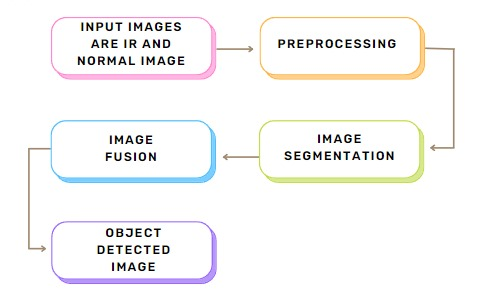 INPUT IMAGES
ARE IR AND
NORMAL IMAGE
PREPROCESSING
IMAGE
SEGMENTATION
IMAGE
FUSION
OBJECT
DETECTED
IMAGE